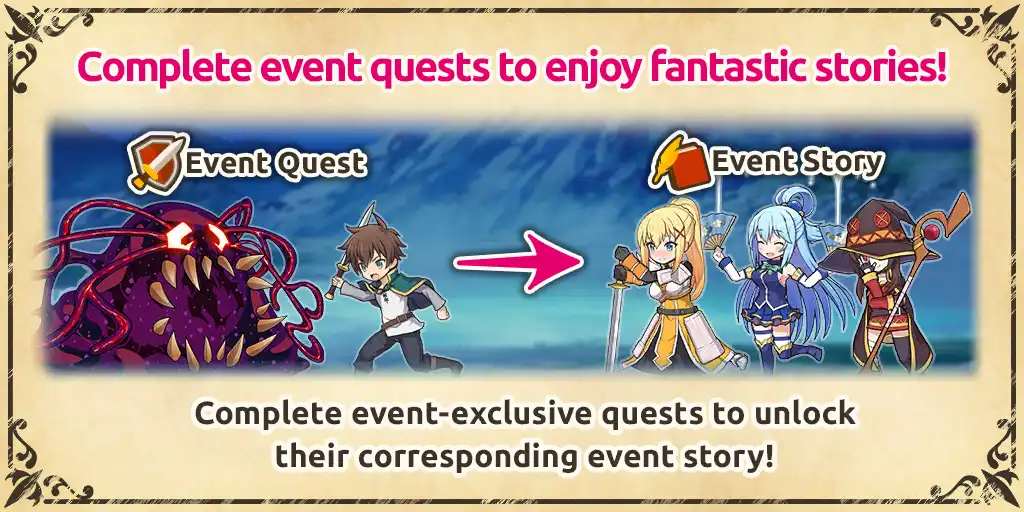 Complete event quests to enjoy fantastic stories!
Event Quest
Event Story
Complete event-exclusive quests to unlock
their corresponding event story!